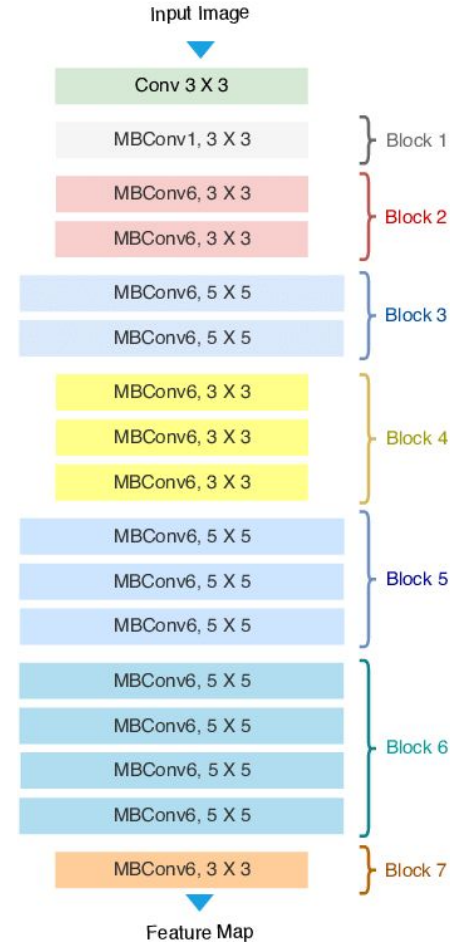 Input Image
Conv 3 X 3
MBConv1, 3 X 3
Block 1
MBConv6, 3 X 3
MBConv6, 3 X 3
Block 2
MBConv6, 5 X 5
MBConv6, 5 X 5
Block 3
MBConv6, 3 X 3
MBConv6, 3 X 3
MBConv6, 3 X 3
Block 4
MBConv6, 5 X 5
MBConv6, 5 X 5
MBConv6, 5 X 5
Block 5
MBConv6, 5 X 5
MBConv6, 5 X 5
MBConv6, 5 X 5
MBConv6, 5 X 5
Block 6
MBConv6, 3 X 3
Block 7
Feature Map